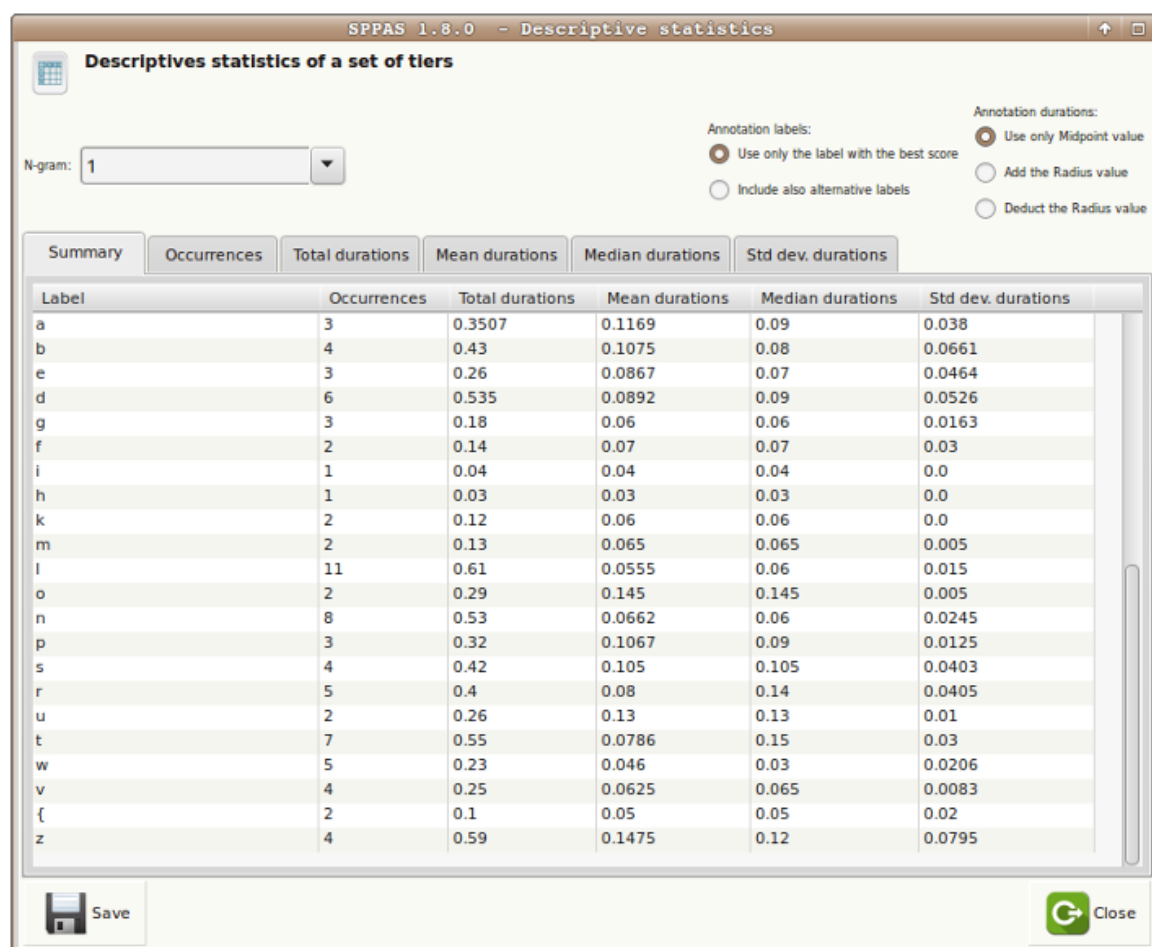 SPPAS 1.8.0 - Descriptive statistics
Descriptives statistics of a set of tiers
N-gram: 1
Annotation labels:
Use only the label with the best score
Include also alternative labels
Annotation durations:
Use only Midpoint value
Add the Radius value
Deduct the Radius value
Summary Occurrences Total durations Mean durations Median durations Std dev. durations
Label Occurrences Total durations Mean durations Median durations Std dev. durations
a 3 0.3507 0.1169 0.09 0.038
b 4 0.43 0.1075 0.08 0.0661
e 3 0.26 0.0867 0.07 0.0464
d 6 0.535 0.0892 0.09 0.0526
g 3 0.18 0.06 0.06 0.0163
f 2 0.14 0.07 0.07 0.03
i 1 0.04 0.04 0.04 0.0
h 1 0.03 0.03 0.03 0.0
k 2 0.12 0.06 0.06 0.0
m 2 0.13 0.065 0.065 0.005
l 11 0.61 0.0555 0.06 0.015
o 2 0.29 0.145 0.145 0.005
n 8 0.53 0.0662 0.06 0.0245
p 3 0.32 0.1067 0.09 0.0125
s 4 0.42 0.105 0.105 0.0403
r 5 0.4 0.08 0.14 0.0405
u 2 0.26 0.13 0.13 0.01
t 7 0.55 0.0786 0.15 0.03
w 5 0.23 0.046 0.03 0.0206
v 4 0.25 0.0625 0.065 0.0083
{ 2 0.1 0.05 0.05 0.02
z 4 0.59 0.1475 0.12 0.0795
Save Close